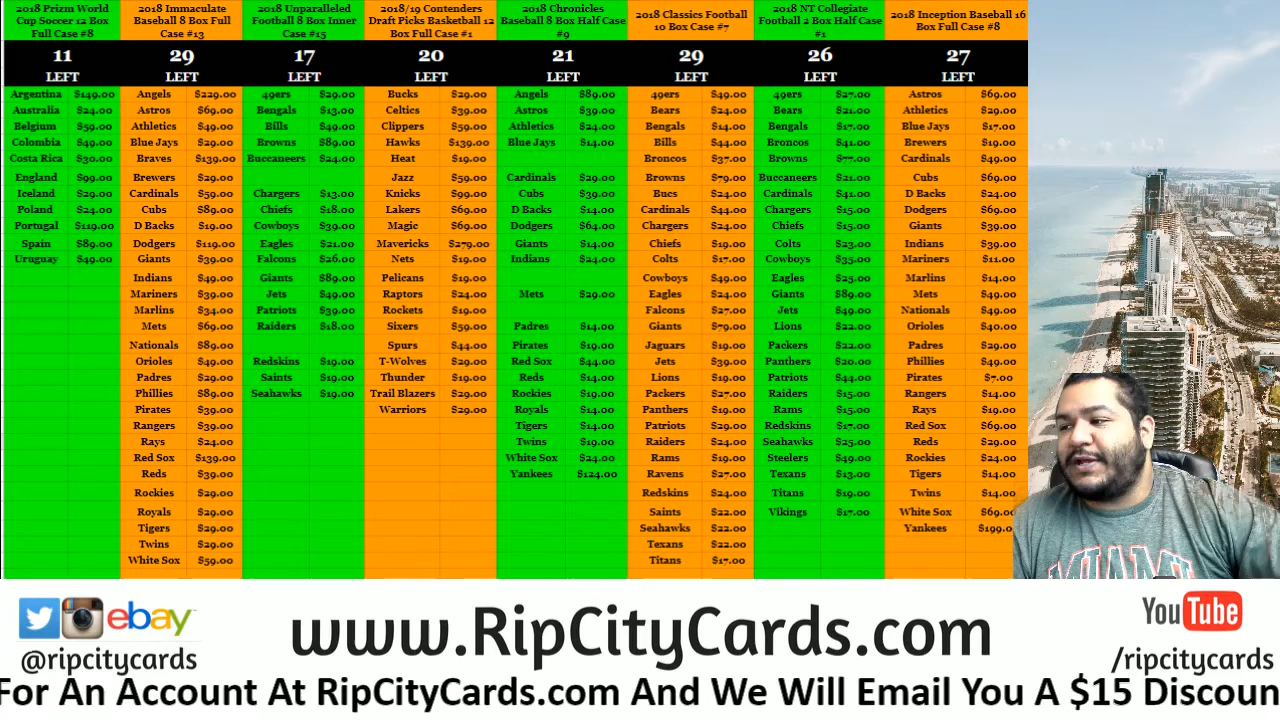 2018 Prizm World Cup Soccer 12 Box Full Case #8
2018 Immaculate Baseball 8 Box Full Case #13
2018 Unparalleled Football 8 Box Inner Case #15
2018/19 Contenders Draft Picks Basketball 12 Box Full Case #1
2018 Chronicles Baseball 8 Box Half Case #9
2018 Classics Football 10 Box Case #7
2018 NT Collegiate Football 2 Box Half Case #1
2018 Inception Baseball 16 Box Full Case #8
11 29 17 20 21 29 26 27
LEFT LEFT LEFT LEFT LEFT LEFT LEFT LEFT
Argentina $149.00 Angels $229.00 49ers $29.00 Bucks $29.00 Angels $89.00 49ers $49.00 49ers $27.00 Astros $69.00
Australia $24.00 Astros $69.00 Bengals $13.00 Celtics $39.00 Astros $39.00 Bears $24.00 Bears $21.00 Athletics $29.00
Belgium $59.00 Athletics $49.00 Bills $49.00 Clippers $59.00 Athletics $24.00 Bengals $14.00 Bengals $17.00 Blue Jays $17.00
Colombia $49.00 Blue Jays $29.00 Browns $89.00 Hawks $139.00 Blue Jays $14.00 Bills $44.00 Broncos $41.00 Brewers $19.00
Costa Rica $30.00 Braves $139.00 Buccaneers $24.00 Heat $19.00 Broncos $37.00 Browns $77.00 Cardinals $49.00
England $99.00 Brewers $29.00 Jazz $59.00 Cardinals $29.00 Browns $79.00 Buccaneers $21.00 Cubs $69.00
Iceland $29.00 Cardinals $59.00 Chargers $13.00 Knicks $99.00 Cubs $39.00 Bucs $24.00 Cardinals $41.00 D Backs $24.00
Poland $24.00 Cubs $89.00 Chiefs $18.00 Lakers $69.00 D Backs $14.00 Cardinals $44.00 Chargers $15.00 Dodgers $69.00
Portugal $119.00 D Backs $19.00 Cowboys $39.00 Magic $69.00 Dodgers $64.00 Chargers $24.00 Chiefs $15.00 Giants $39.00
Spain $89.00 Dodgers $119.00 Eagles $21.00 Mavericks $279.00 Giants $14.00 Chiefs $19.00 Colts $23.00 Indians $39.00
Uruguay $49.00 Giants $39.00 Falcons $26.00 Nets $19.00 Indians $24.00 Colts $17.00 Cowboys $35.00 Mariners $11.00
Indians $49.00 Giants $89.00 Pelicans $19.00 Cowboys $49.00 Eagles $25.00 Marlins $14.00
Mariners $39.00 Jets $49.00 Raptors $24.00 Mets $29.00 Eagles $24.00 Giants $89.00 Mets $49.00
Marlins $34.00 Patriots $39.00 Rockets $19.00 Falcons $27.00 Jets $49.00 Nationals $49.00
Mets $69.00 Raiders $18.00 Sixers $59.00 Padres $14.00 Giants $79.00 Lions $22.00 Orioles $40.00
Nationals $89.00 Spurs $44.00 Pirates $19.00 Jaguars $19.00 Packers $22.00 Padres $29.00
Orioles $49.00 Redskins $19.00 T-Wolves $29.00 Red Sox $44.00 Jets $39.00 Panthers $20.00 Phillies $49.00
Padres $29.00 Saints $19.00 Thunder $19.00 Reds $14.00 Lions $19.00 Patriots $44.00 Pirates $7.00
Phillies $89.00 Seahawks $19.00 Trail Blazers $29.00 Rockies $19.00 Packers $27.00 Raiders $15.00 Rangers $14.00
Pirates $39.00 Warriors $29.00 Royals $14.00 Panthers $19.00 Rams $15.00 Rays $19.00
Rangers $39.00 Tigers $14.00 Patriots $29.00 Redskins $17.00 Red Sox $69.00
Rays $24.00 Twins $19.00 Raiders $24.00 Seahawks $25.00 Reds $29.00
Red Sox $139.00 White Sox $24.00 Rams $19.00 Steelers $49.00 Rockies $24.00
Reds $39.00 Yankees $124.00 Ravens $27.00 Texans $13.00 Tigers $14.00
Rockies $29.00 Redskins $24.00 Titans $19.00 Twins $14.00
Royals $29.00 Saints $22.00 Vikings $17.00 White Sox $69.00
Tigers $29.00 Seahawks $22.00 Yankees $199.0
Twins $29.00 Texans $22.00
White Sox $59.00 Titans $17.00
MIAMI
ebay
@ripcitycards
www.RipCityCards.com
YouTube
/ripcitycards
For An Account At RipCityCards.com And We Will Email You A $15 Discoun